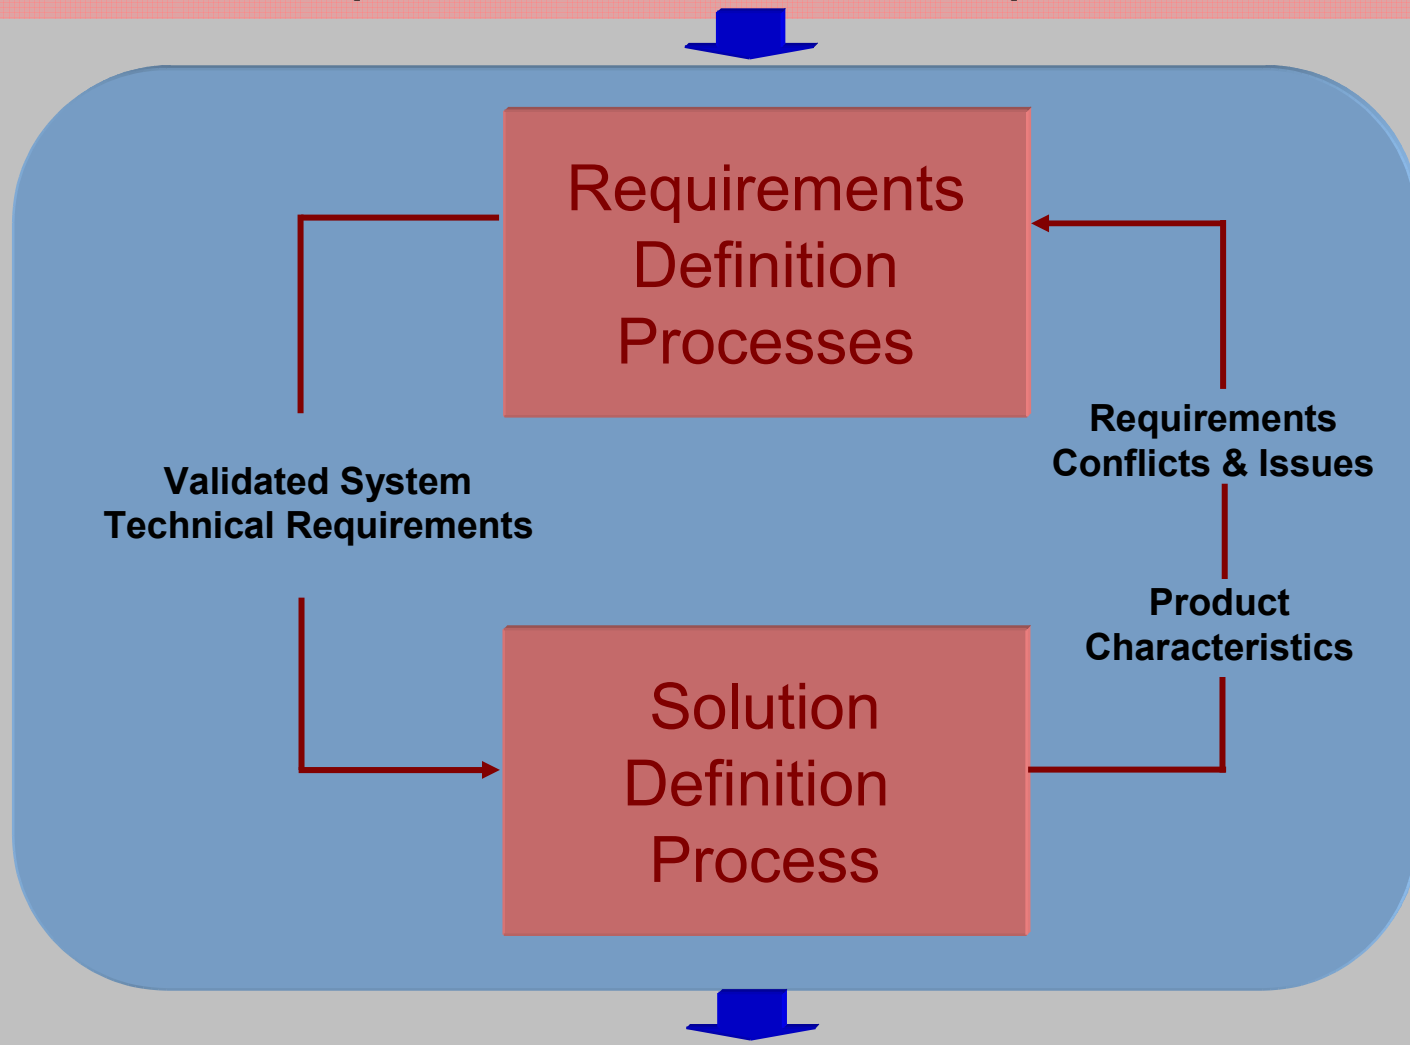 Requirements
Definition
Processes
Requirements
Conflicts & Issues
Validated System
Technical Requirements
Product
Characteristics
Solution
Definition
Process